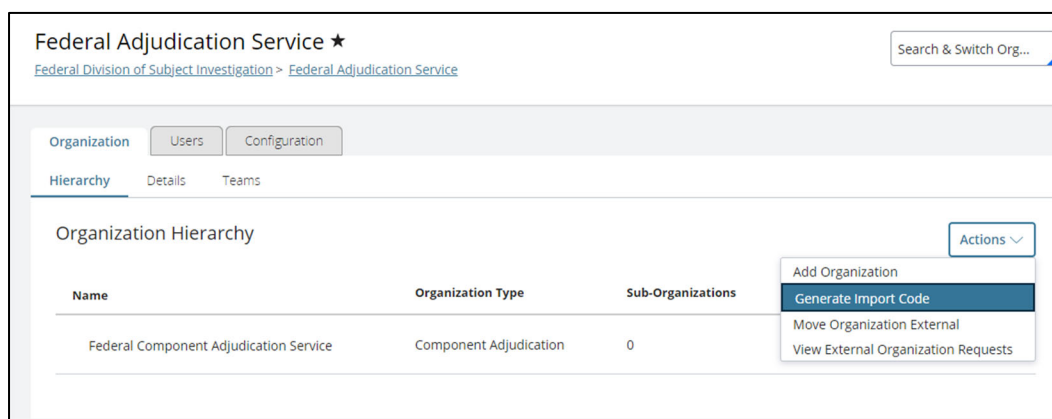 Federal Adjudication Service ★
Search & Switch Org...
Federal Division of Subject Investigation > Federal Adjudication Service
Organization Users Configuration
Hierarchy Details Teams
Organization Hierarchy
Actions
Add Organization
Generate Import Code
Move Organization External
View External Organization Requests
Name Organization Type Sub-Organizations
Federal Component Adjudication Service Component Adjudication 0